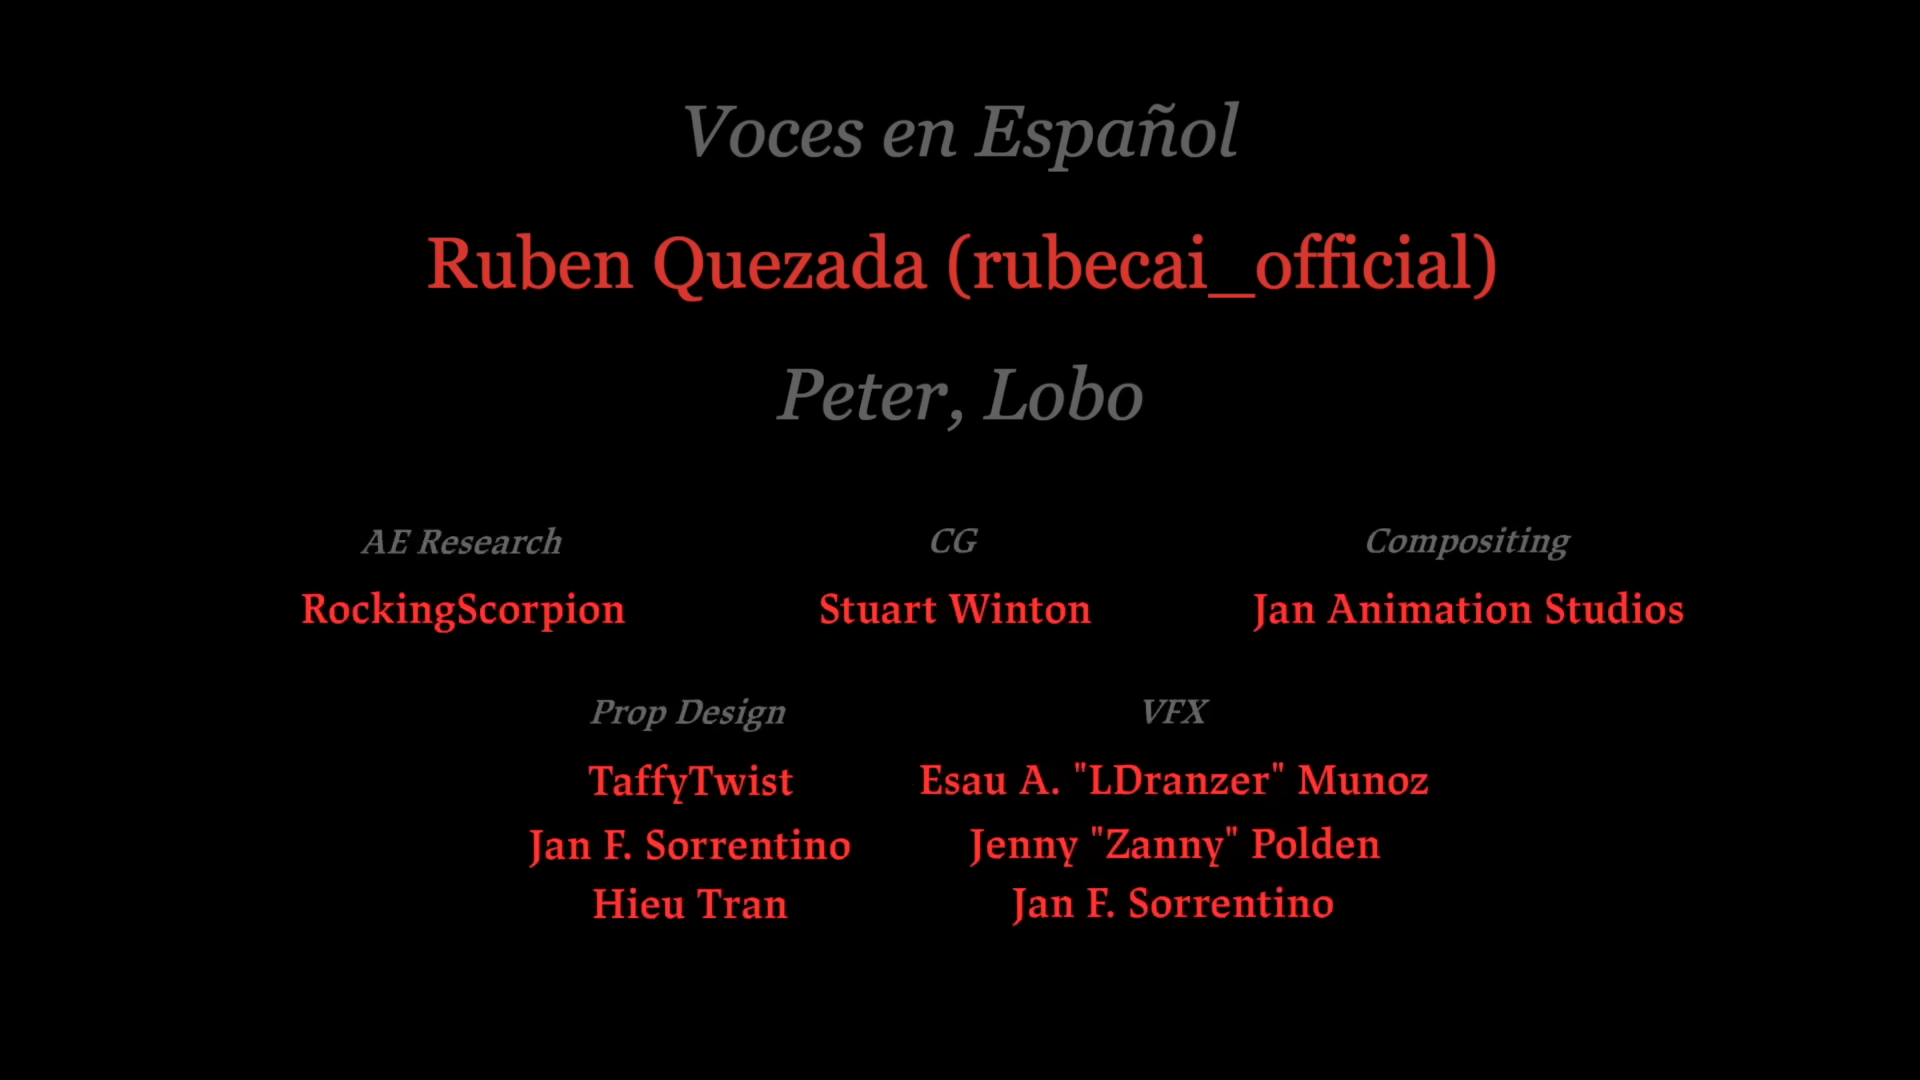 Voces en Español
Ruben Quezada (rubecai_official)
Peter, Lobo
AE Research
RockingScorpion
CG
Stuart Winton
Compositing
Jan Animation Studios
Prop Design
TaffyTwist
Jan F. Sorrentino
Hieu Tran
VFX
Esau A. "LDranzer" Munoz
Jenny "Zanny" Polden
Jan F. Sorrentino